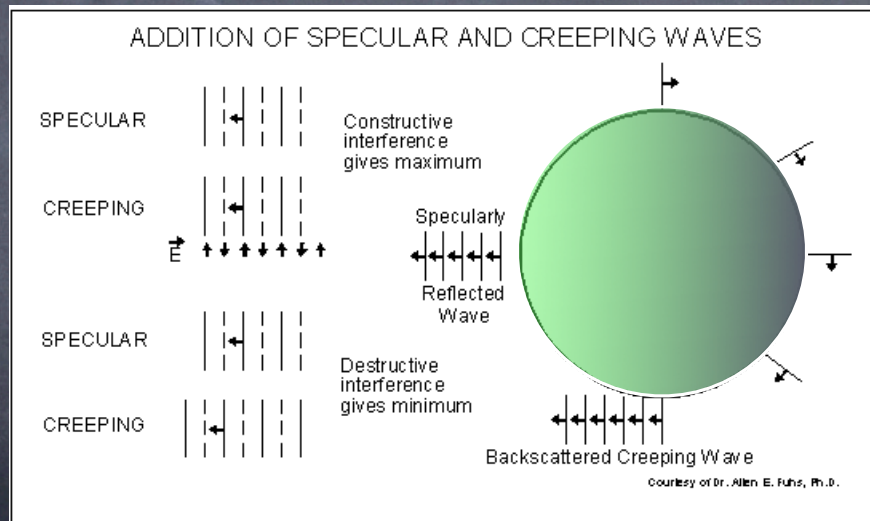 ADDITION OF SPECULAR AND CREEPING WAVES
SPECULAR
Constructive
interference
gives maximum
CREEPING
E
Specularly
Reflected
Wave
SPECULAR
Destructive
interference
gives minimum
CREEPING
Backscattered Creeping Wave
Courtesy of Dr. Allen E. Fuhs, Ph.D.